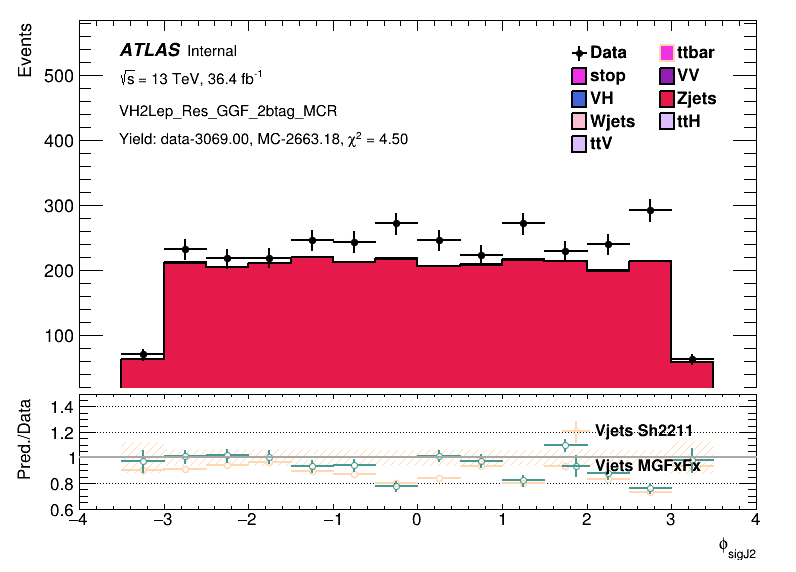 Events
ATLAS Internal
√s = 13 TeV, 36.4 fb⁻¹
VH2Lep_Res_GGF_2btag_MCR
Yield: data-3069.00, MC-2663.18, χ² = 4.50
Data
ttbar
stop
VV
VH
Zjets
Wjets
ttH
ttV
500
400
300
200
100
Pred./Data
1.4
1.2
1
0.8
0.6
Vjets Sh2211
Vjets MGFxFx
−4 −3 −2 −1 0 1 2 3 4
ϕ_sigJ2